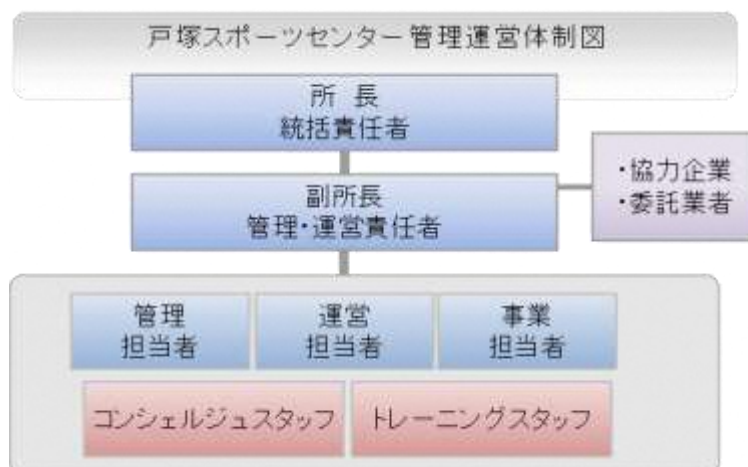 戸塚スポーツセンター管理運営体制図
所 長
統括責任者
副所長
管理・運営責任者
・協力企業
・委託業者
管理
担当者
運営
担当者
事業
担当者
コンシェルジュスタッフ
トレーニングスタッフ